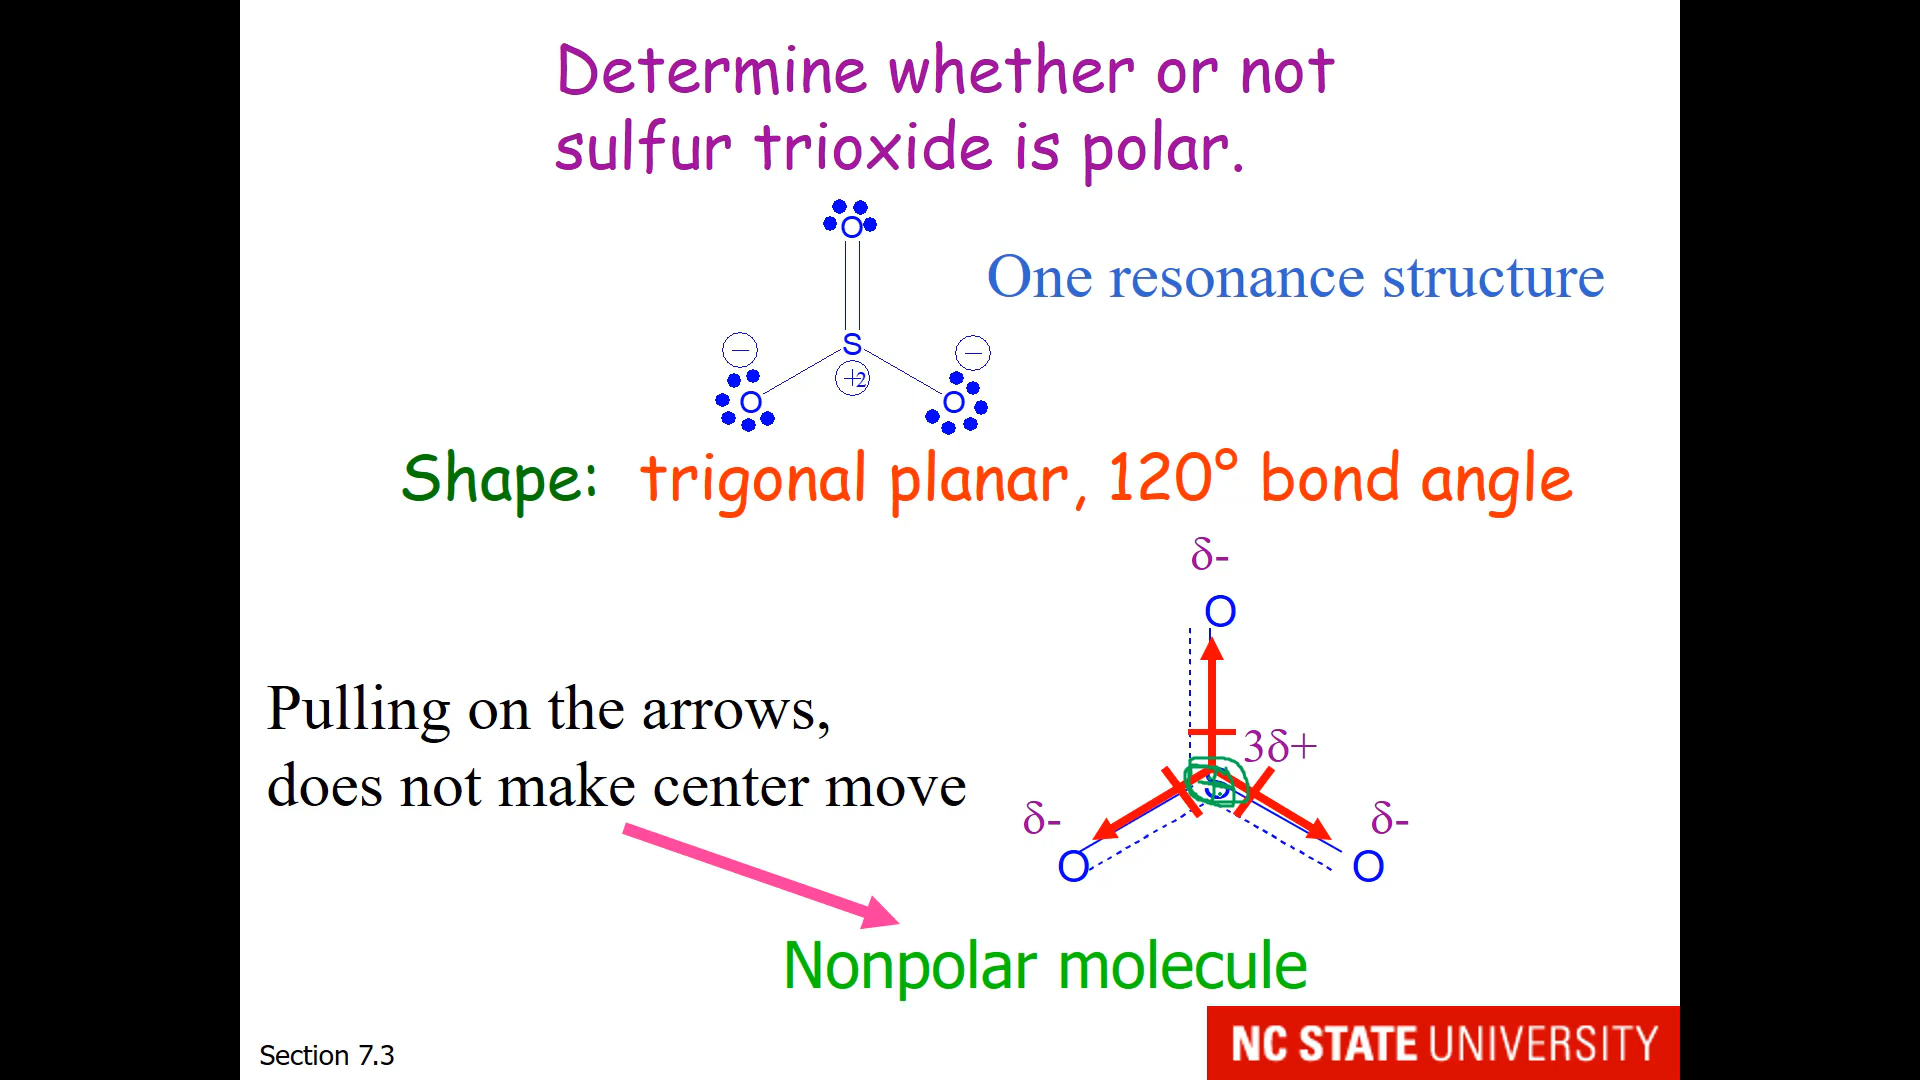 Determine whether or not
sulfur trioxide is polar.
O
One resonance structure
S
− −
+2
O O
Shape: trigonal planar, 120° bond angle
δ-
O
Pulling on the arrows,
3δ+
does not make center move
δ- δ-
O O
Nonpolar molecule
Section 7.3
NC STATE UNIVERSITY